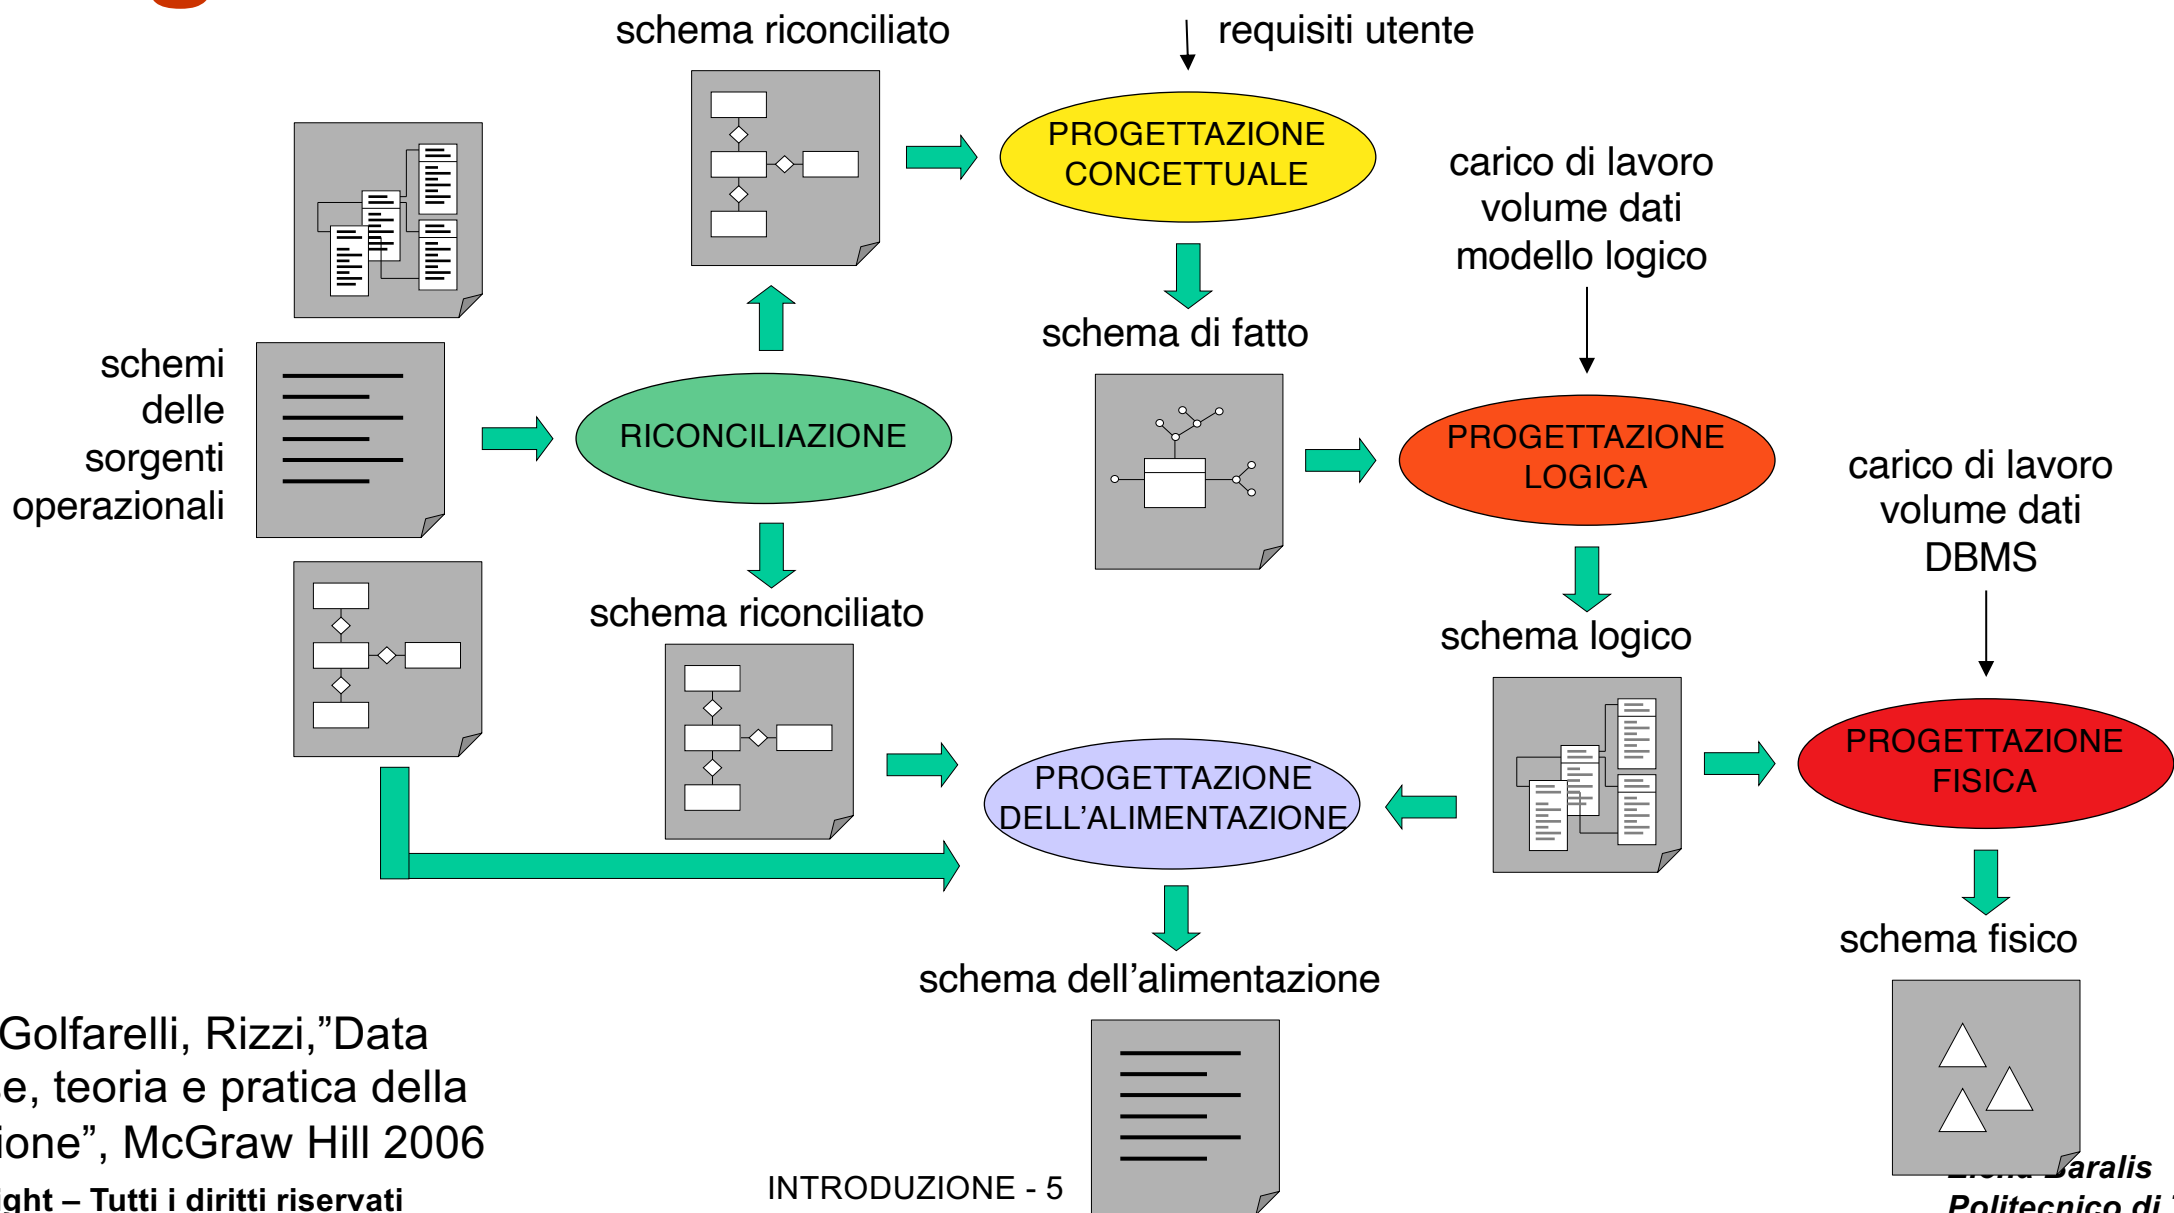 schema riconciliato
requisiti utente
PROGETTAZIONE
CONCETTUALE
carico di lavoro
volume dati
modello logico
schema di fatto
schemi
delle
sorgenti
operazionali
RICONCILIAZIONE
PROGETTAZIONE
LOGICA
carico di lavoro
volume dati
DBMS
schema riconciliato
schema logico
PROGETTAZIONE
DELL’ALIMENTAZIONE
PROGETTAZIONE
FISICA
schema dell’alimentazione
schema fisico
Golfarelli, Rizzi,”Data
e, teoria e pratica della
ione”, McGraw Hill 2006
ight – Tutti i diritti riservati
INTRODUZIONE - 5
Elena Baralis
Politecnico di